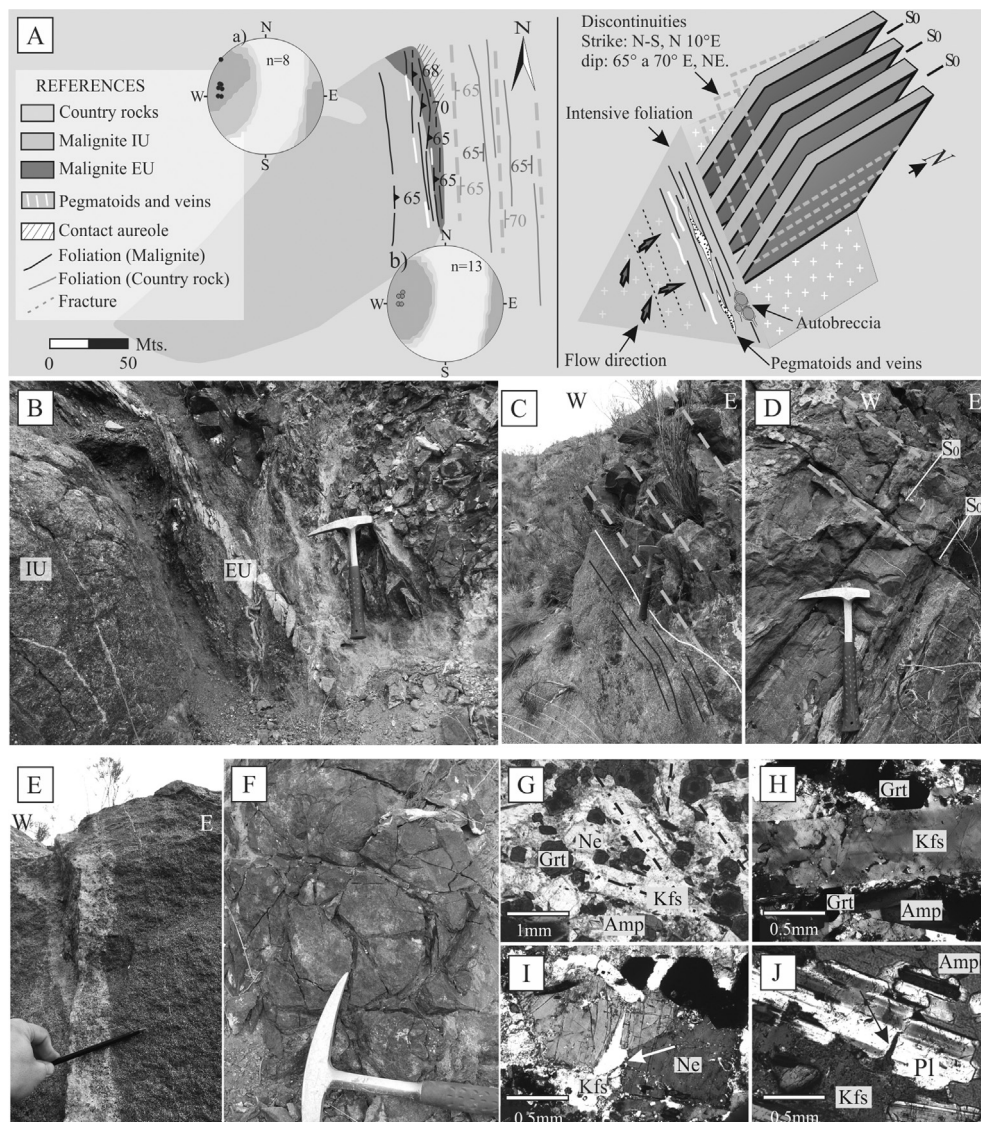 A
a)
N
n=8
W
E
S
REFERENCES
Country rocks
Malignite IU
Malignite EU
Pegmatoids and veins
Contact aureole
Foliation (Malignite)
Foliation (Country rock)
Fracture
Mts.
0
50
N
68
70
65
65
65
65
65
65
65
70
b)
N
n=13
W
E
S
Discontinuities
Strike: N-S, N 10°E
dip: 65° a 70° E, NE.
Intensive foliation
S0
S0
S0
S0
N
Autobreccia
Flow direction
Pegmatoids and veins
B
IU
EU
C
W
E
D
W
E
S0
S0
E
W
E
F
G
Ne
Grt
Kfs
Amp
1mm
H
Grt
Kfs
Grt
Amp
0.5mm
I
Ne
Kfs
0.5mm
J
Amp
Pl
Kfs
0.5mm